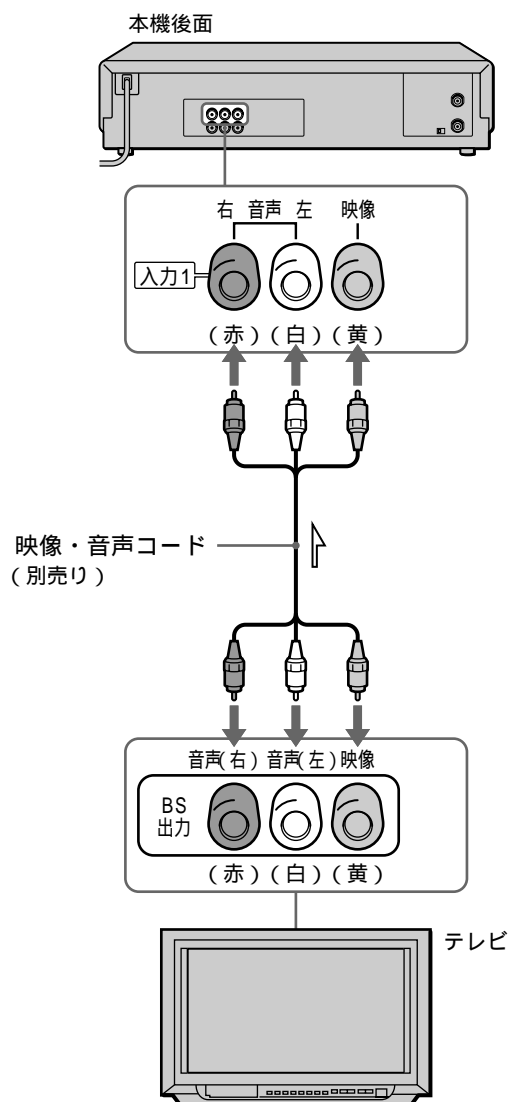 本機後面
右 音声 左 映像
入力1
(赤)(白)(黄)
映像・音声コード
(別売り)
音声(右) 音声(左) 映像
BS
出力
(赤)(白)(黄)
テレビ